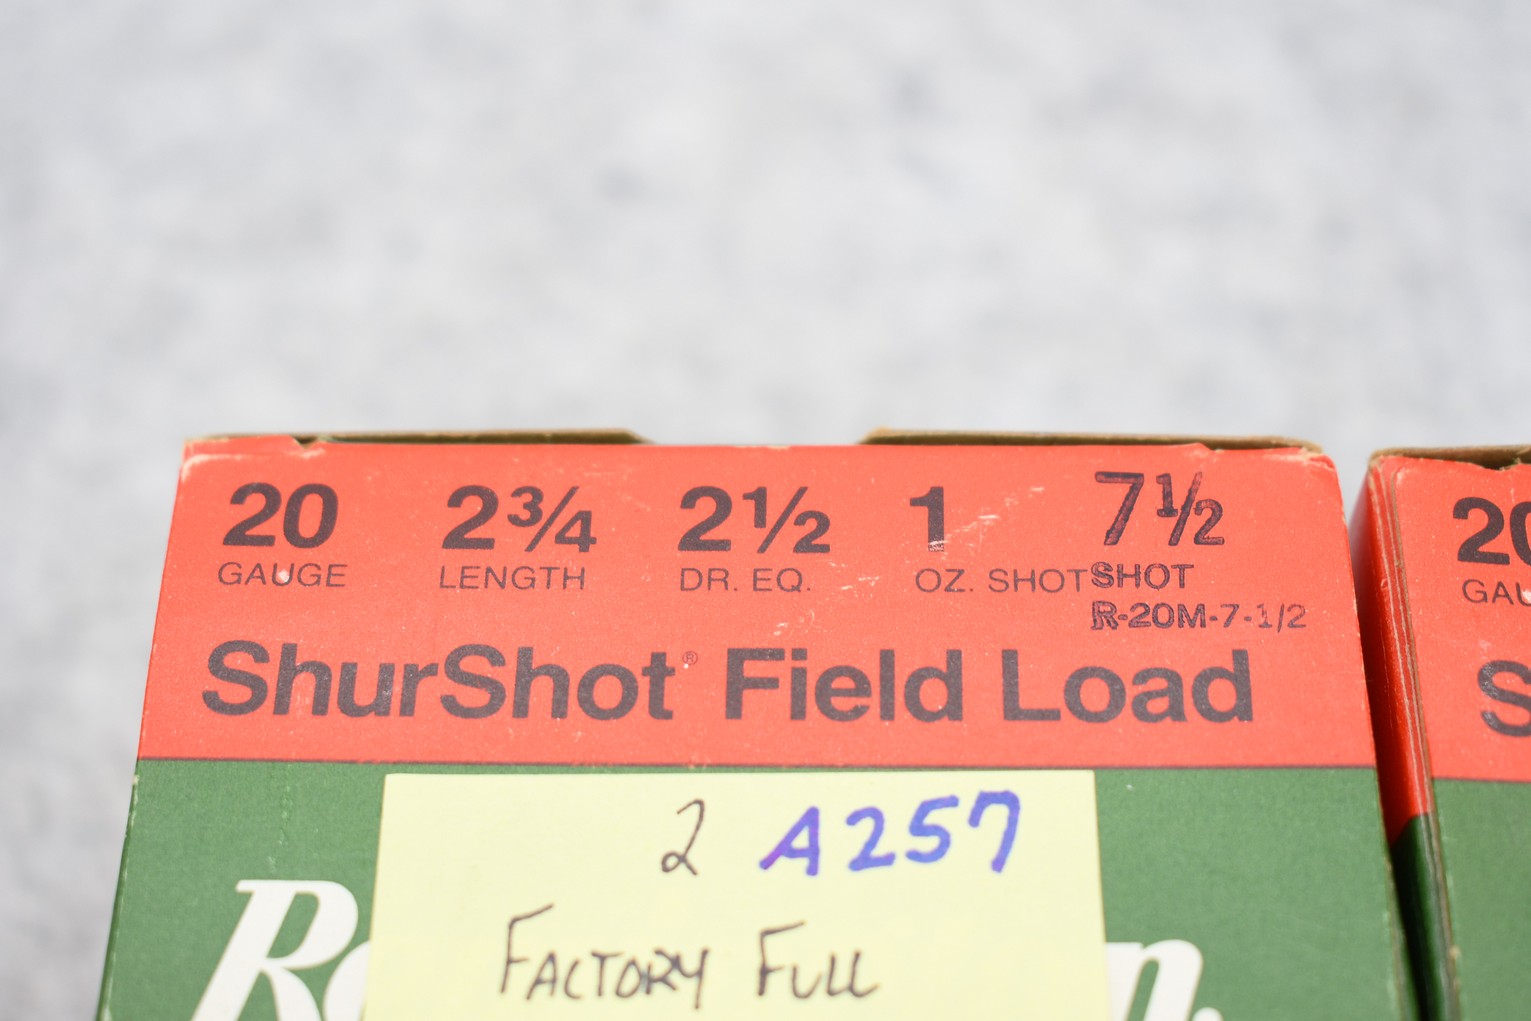 20 2¾ 2½ 1 7½
GAUGE LENGTH DR. EQ. OZ. SHOT SHOT
R-20M-7-1/2
ShurShot® Field Load
2 A257
FACTORY FULL